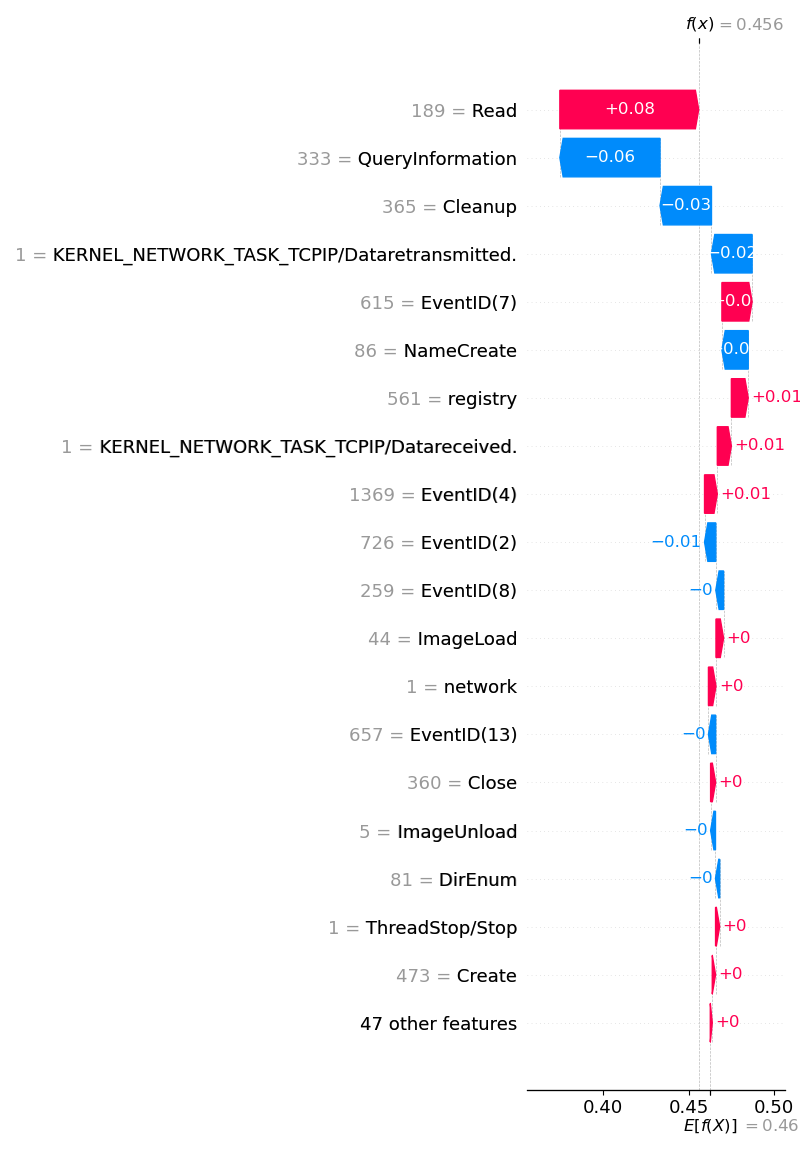 f(x) = 0.456
189 = Read
+0.08
333 = QueryInformation
−0.06
365 = Cleanup
−0.03
1 = KERNEL_NETWORK_TASK_TCPIP/Dataretransmitted.
−0.02
615 = EventID(7)
86 = NameCreate
561 = registry
+0.01
1 = KERNEL_NETWORK_TASK_TCPIP/Datareceived.
+0.01
1369 = EventID(4)
+0.01
726 = EventID(2)
−0.01
259 = EventID(8)
−0
44 = ImageLoad
+0
1 = network
+0
657 = EventID(13)
−0
360 = Close
+0
5 = ImageUnload
−0
81 = DirEnum
−0
1 = ThreadStop/Stop
+0
473 = Create
+0
47 other features
+0
0.40 0.45 0.50
E[f(X)] = 0.46